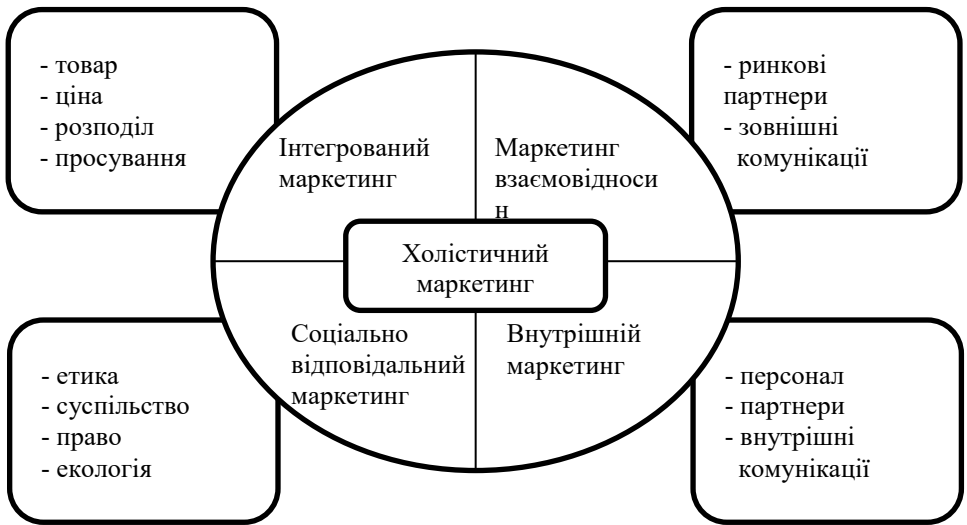 - товар
- ціна
- розподіл
- просування
- ринкові
партнери
- зовнішні
комунікації
Інтегрований
маркетинг
Маркетинг
взаємовідноси
н
Холістичний
маркетинг
Соціально
відповідальний
маркетинг
Внутрішній
маркетинг
- етика
- суспільство
- право
- екологія
- персонал
- партнери
- внутрішні
комунікації